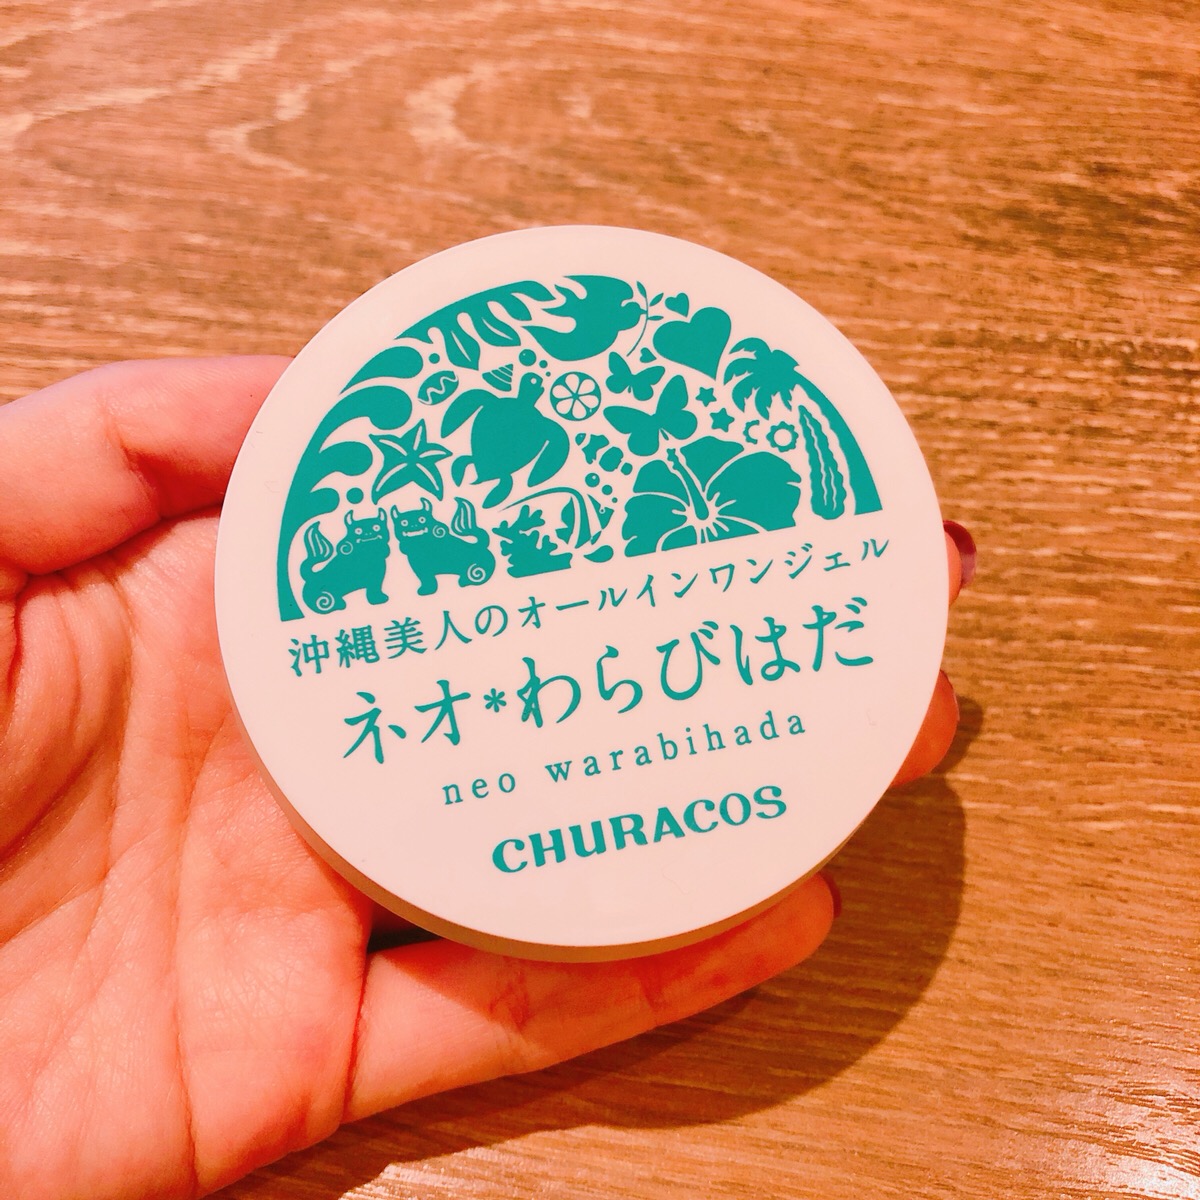 沖縄美人のオールインワンジェル
ネオ*わらびはだ
neo warabihada
CHURACOS